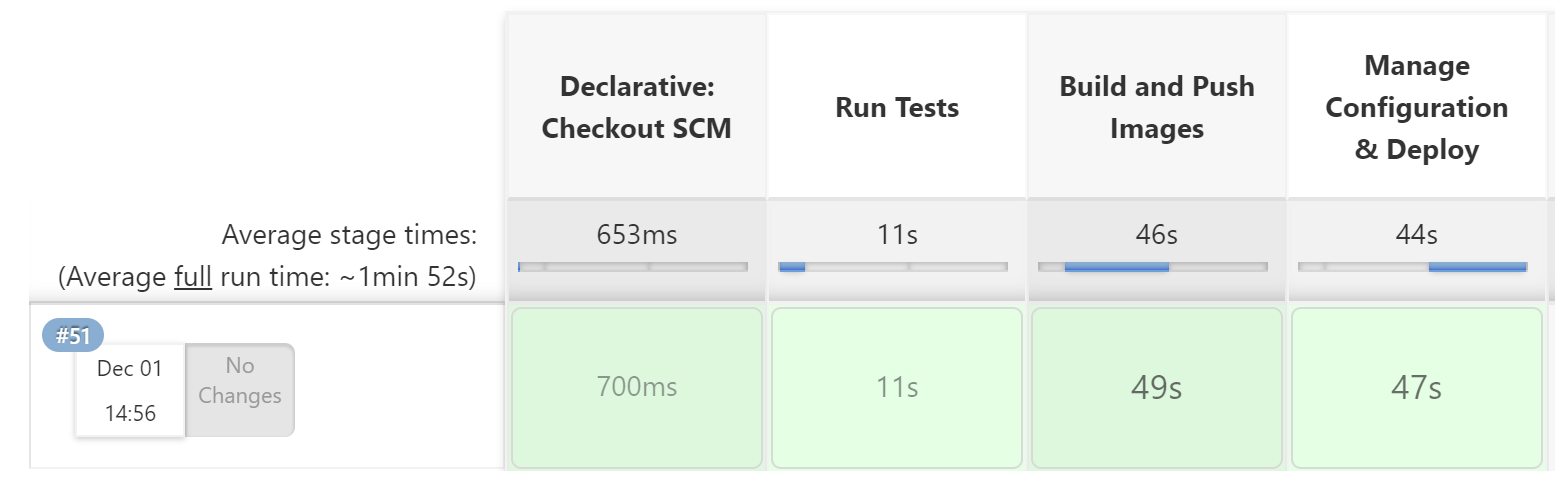 Declarative:
Checkout SCM
Run Tests
Build and Push
Images
Manage
Configuration
& Deploy
Average stage times:
(Average full run time: ~1min 52s)
653ms
11s
46s
44s
#51
Dec 01
14:56
No
Changes
700ms
11s
49s
47s